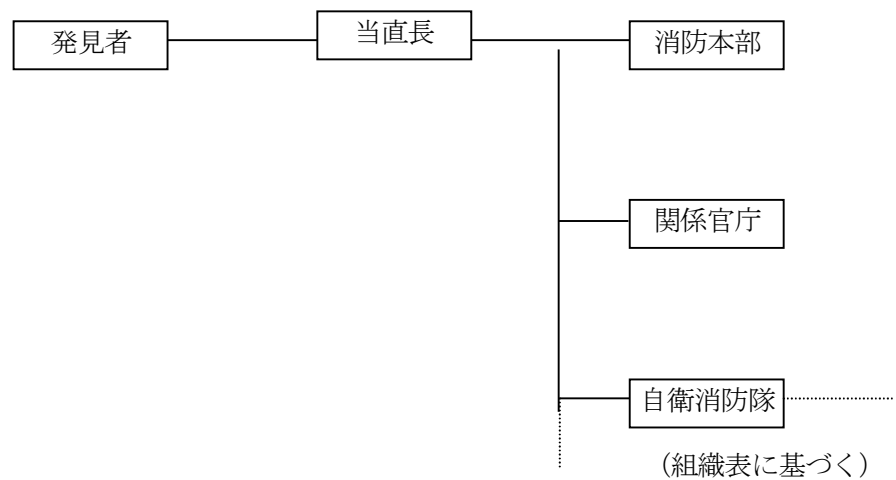 発見者
当直長
消防本部
関係官庁
自衛消防隊
（組織表に基づく）